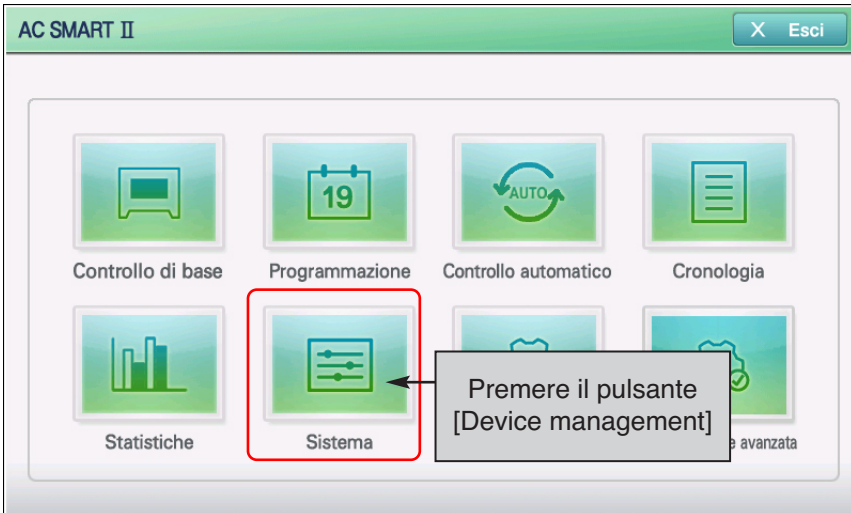 AC SMART II
X Esci
19
AUTO
Controllo di base
Programmazione
Controllo automatico
Cronologia
Premere il pulsante
[Device management]
Statistiche
Sistema
avanzata